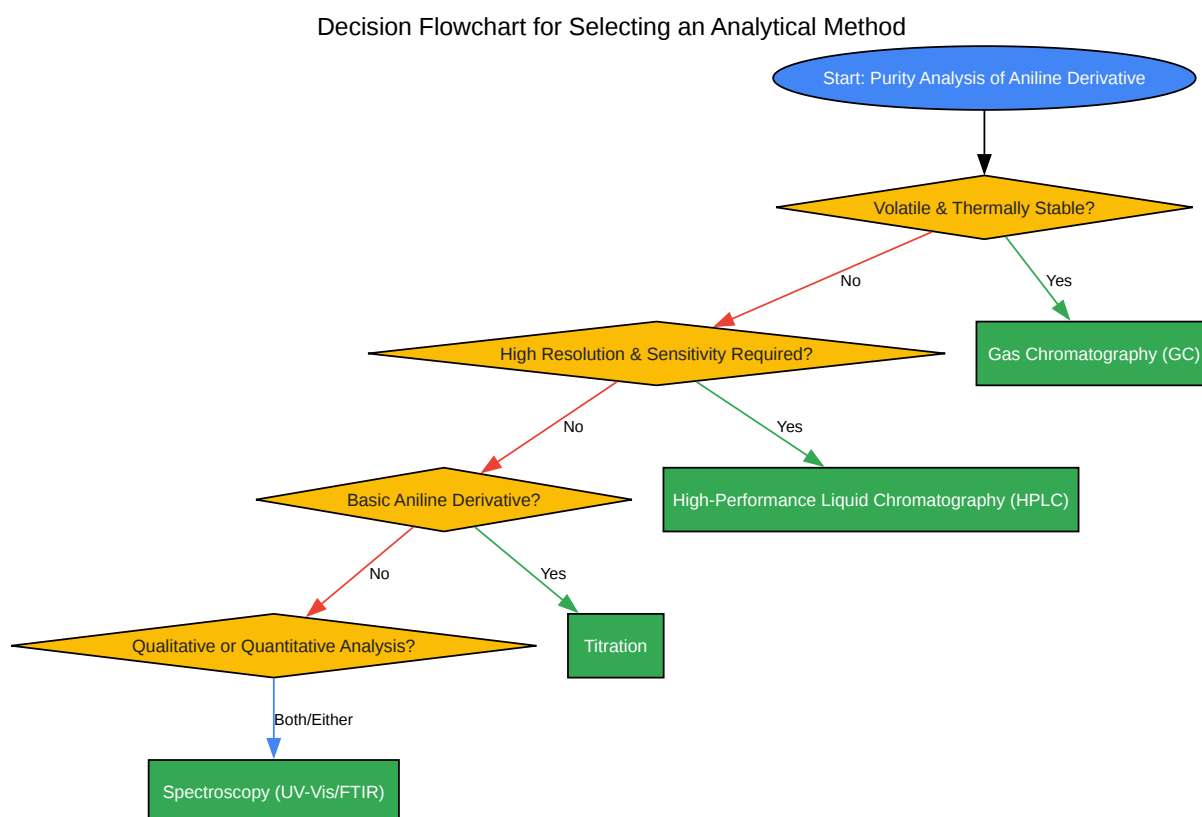 Decision Flowchart for Selecting an Analytical Method
Start: Purity Analysis of Aniline Derivative
Volatile & Thermally Stable?
No
Yes
High Resolution & Sensitivity Required?
Gas Chromatography (GC)
No
Yes
Basic Aniline Derivative?
High-Performance Liquid Chromatography (HPLC)
No
Yes
Qualitative or Quantitative Analysis?
Titration
Both/Either
Spectroscopy (UV-Vis/FTIR)